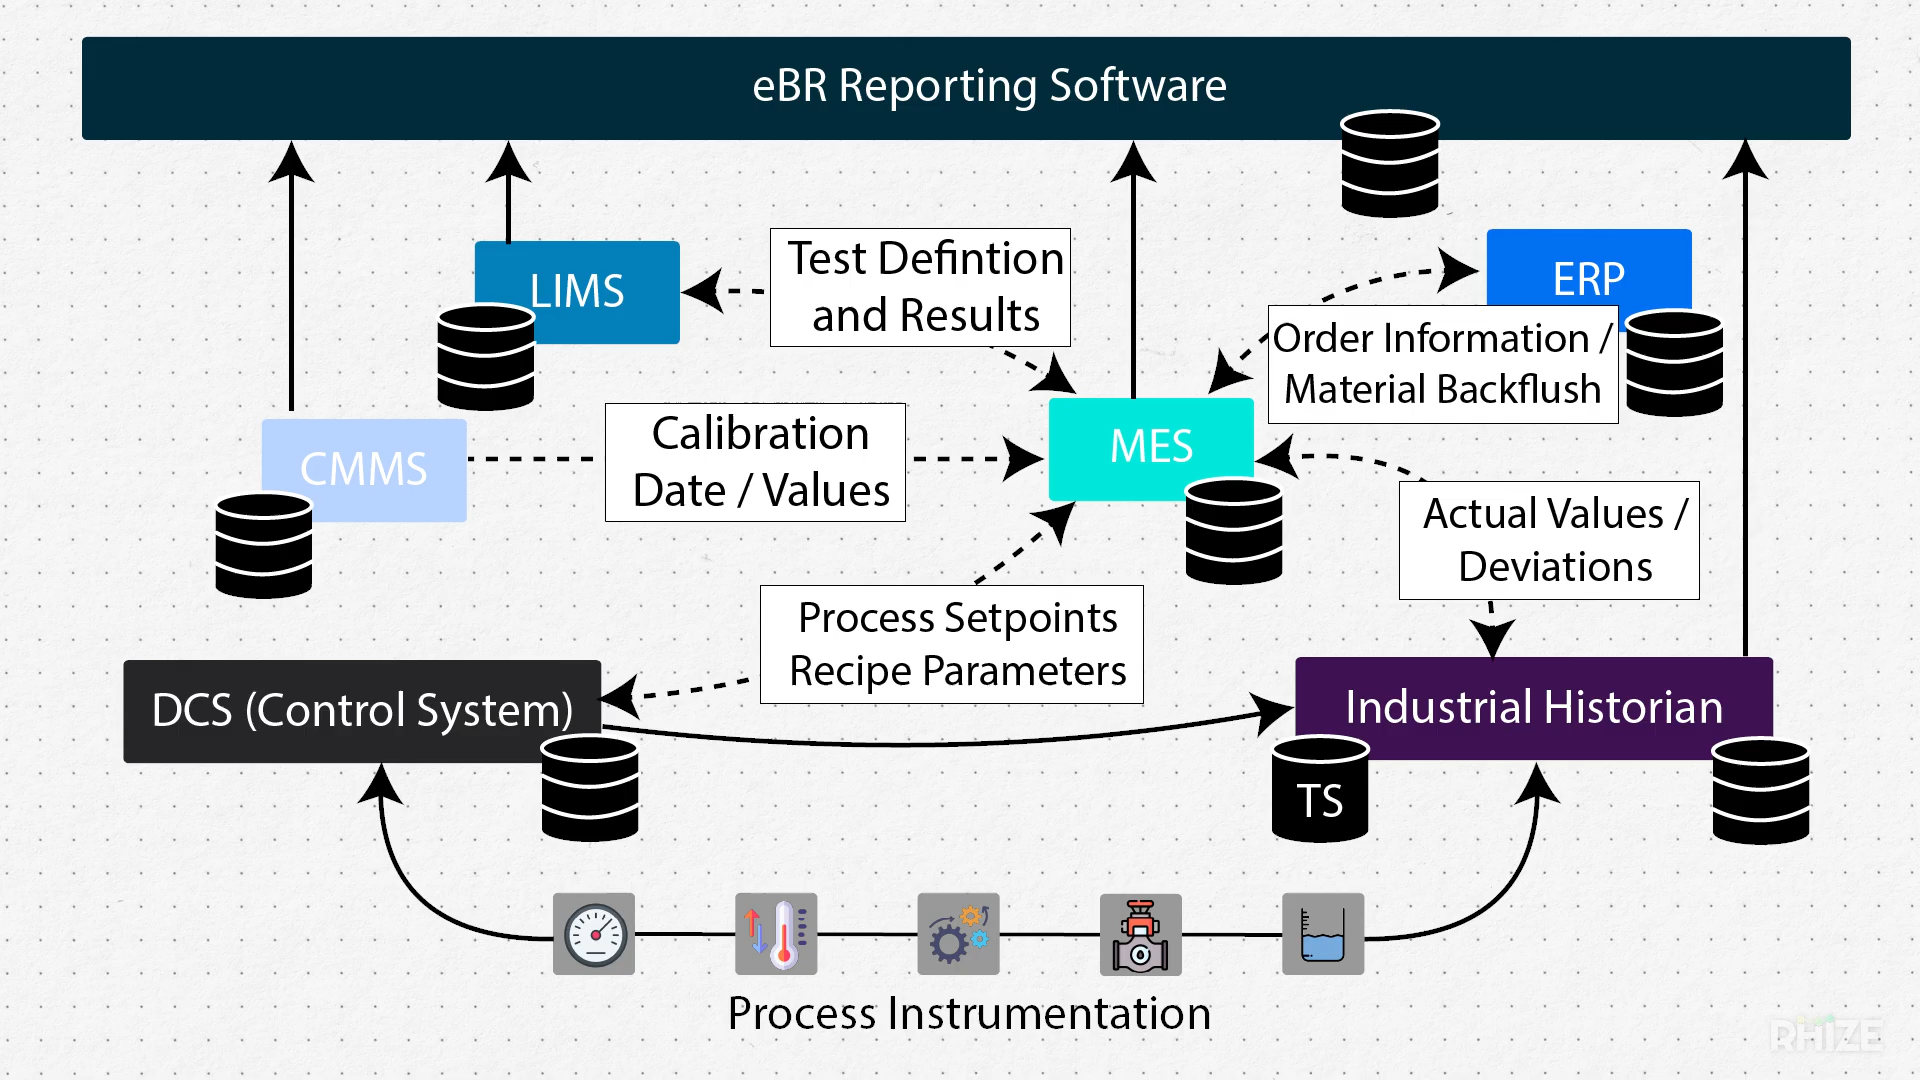 eBR Reporting Software
LIMS
Test Defintion
and Results
ERP
Order Information /
Material Backflush
CMMS
Calibration
Date / Values
MES
Actual Values /
Deviations
Process Setpoints
Recipe Parameters
DCS (Control System)
Industrial Historian
TS
Process Instrumentation
RHIZE